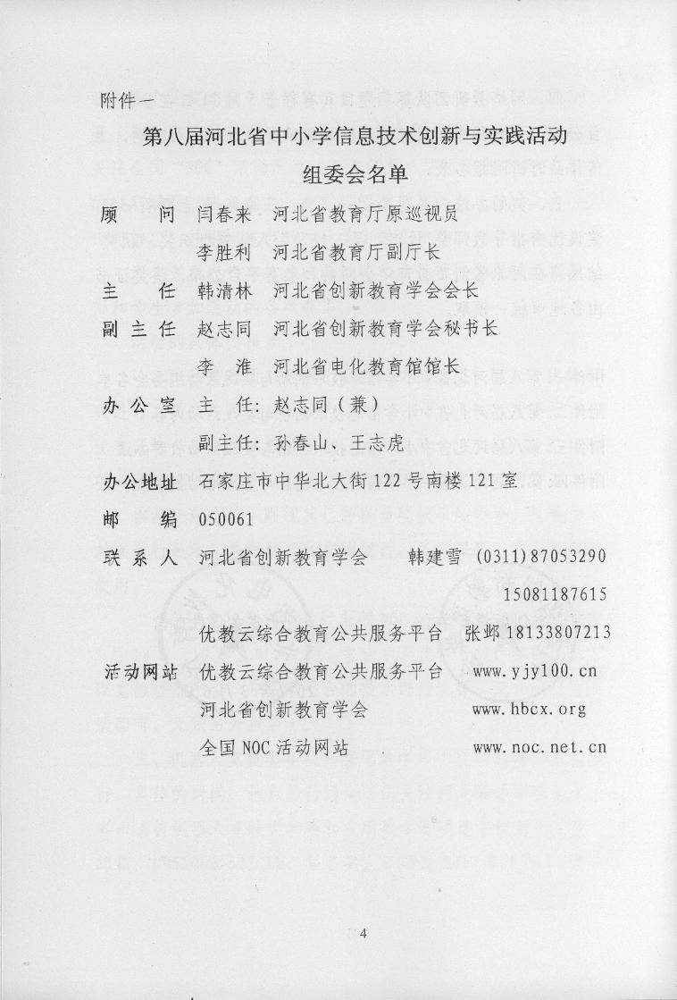 附件一
第八届河北省中小学信息技术创新与实践活动
组委会名单
顾 问 闫春来 河北省教育厅原巡视员
李胜利 河北省教育厅副厅长
主 任 韩清林 河北省创新教育学会会长
副 主 任 赵志同 河北省创新教育学会秘书长
李 淮 河北省电化教育馆馆长
办 公 室 主 任: 赵志同(兼)
副主任: 孙春山、王志虎
办公地址 石家庄市中华北大街122号南楼121室
邮 编 050061
联 系 人 河北省创新教育学会 韩建雪 (0311)87053290
15081187615
优教云综合教育公共服务平台 张邺 18133807213
活动网站 优教云综合教育公共服务平台 www.yjy100.cn
河北省创新教育学会 www.hbcx.org
全国NOC活动网站 www.noc.net.cn
4